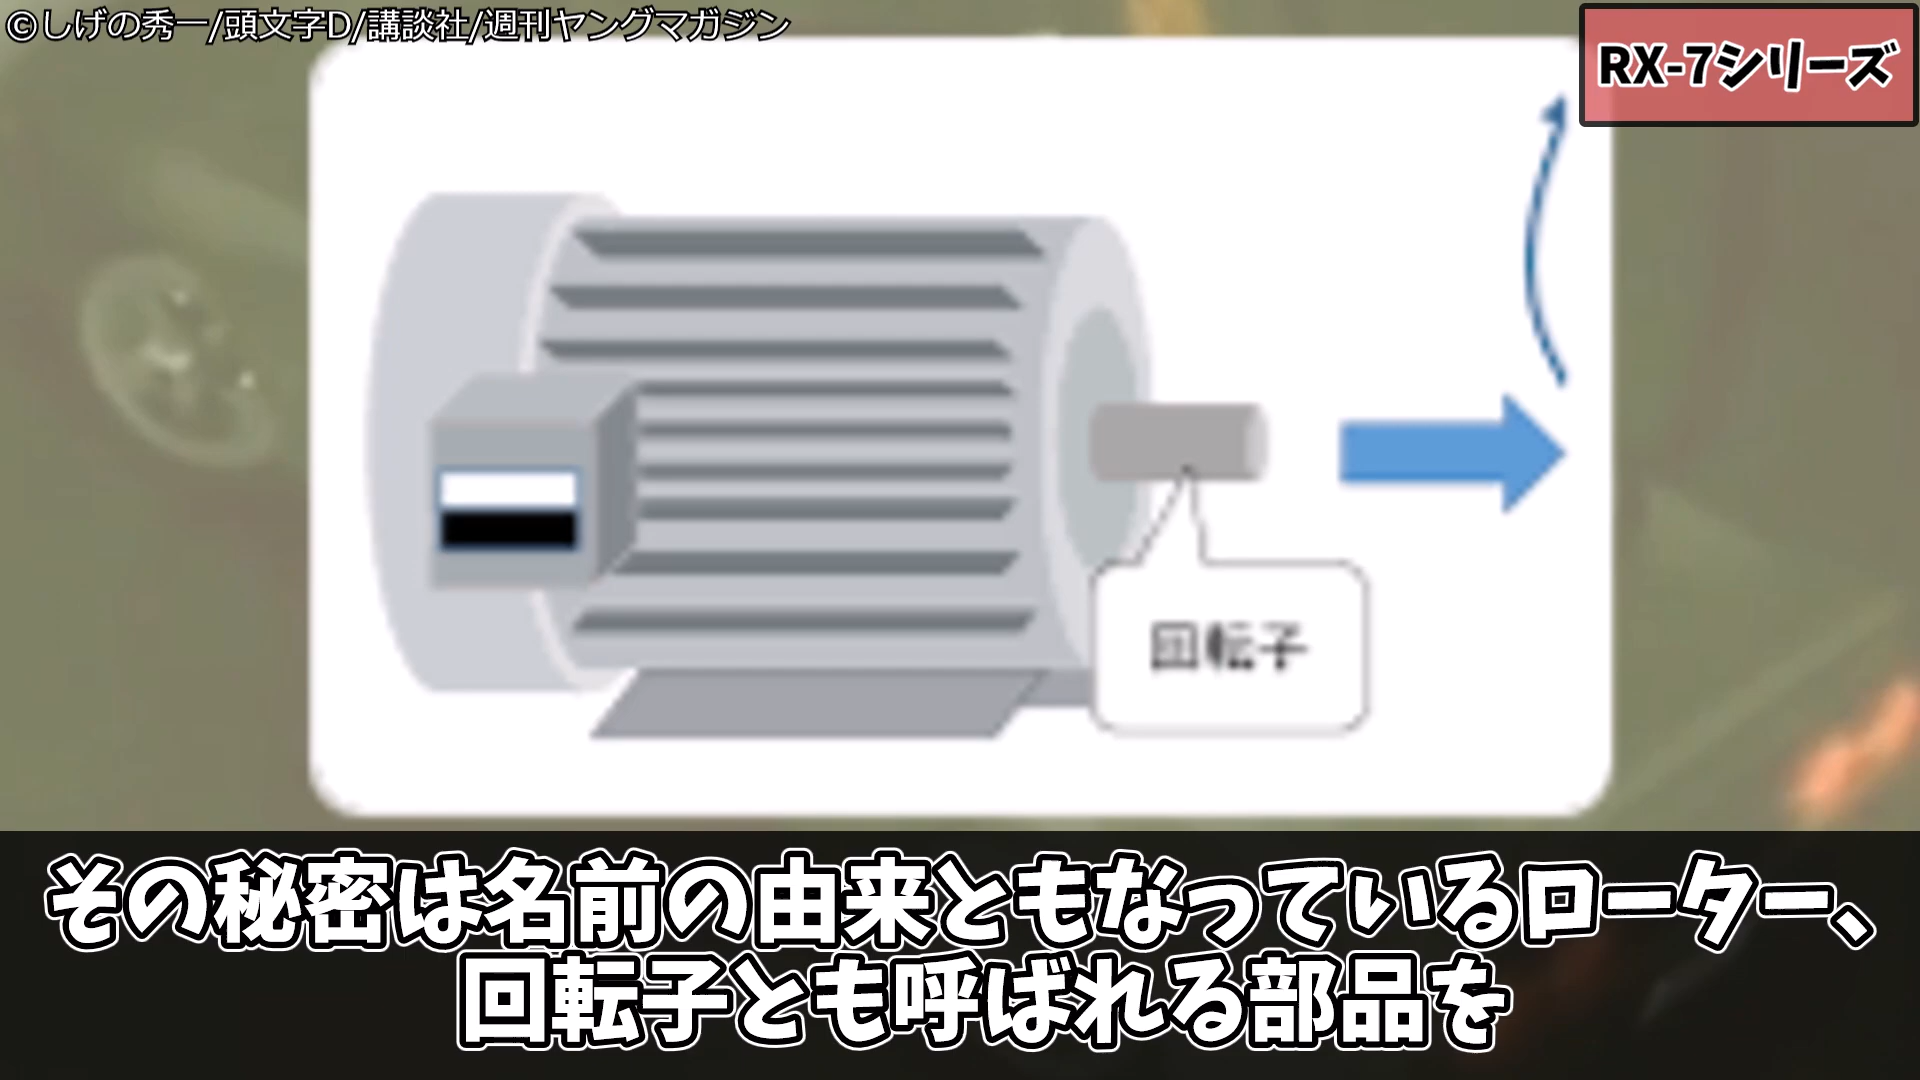 ©しげの秀一/頭文字D/講談社/週刊ヤングマガジン
RX-7シリーズ
回転子
その秘密は名前の由来ともなっているローター、
回転子とも呼ばれる部品を